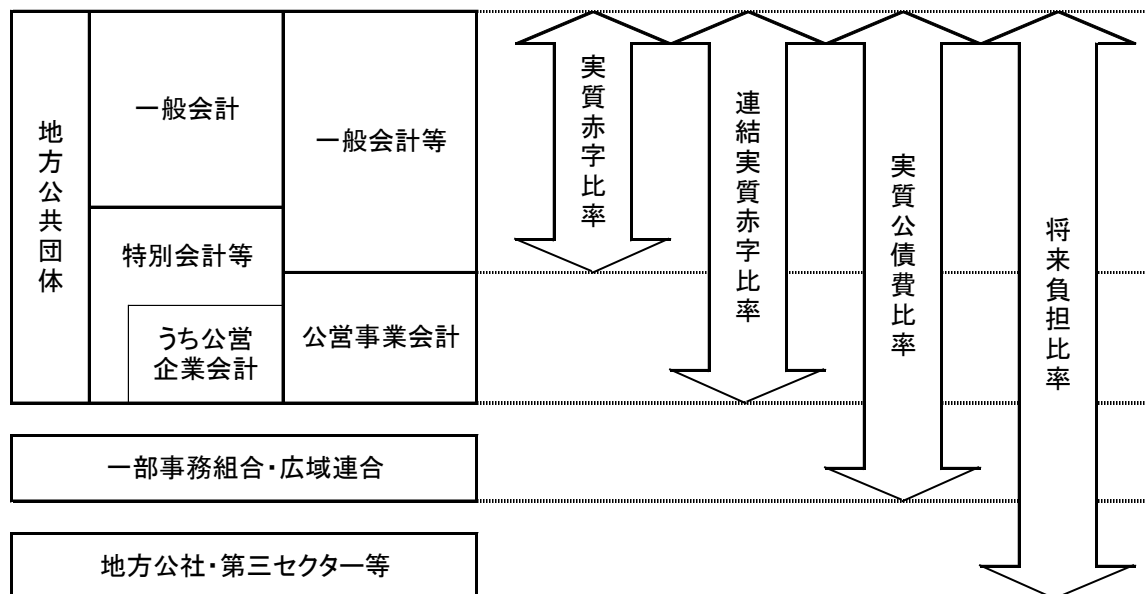 地方公共団体
一般会計
特別会計等
うち公営
企業会計
一般会計等
公営事業会計
実質赤字比率
連結実質赤字比率
実質公債費比率
将来負担比率
一部事務組合・広域連合
地方公社・第三セクター等